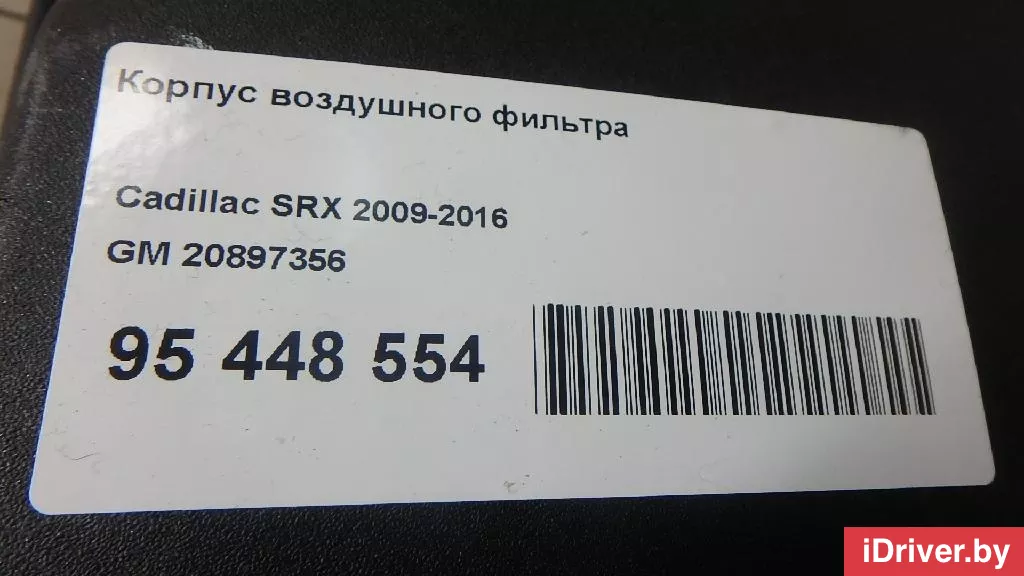 Корпус воздушного фильтра
Cadillac SRX 2009-2016
GM 20897356
95 448 554
iDriver.by